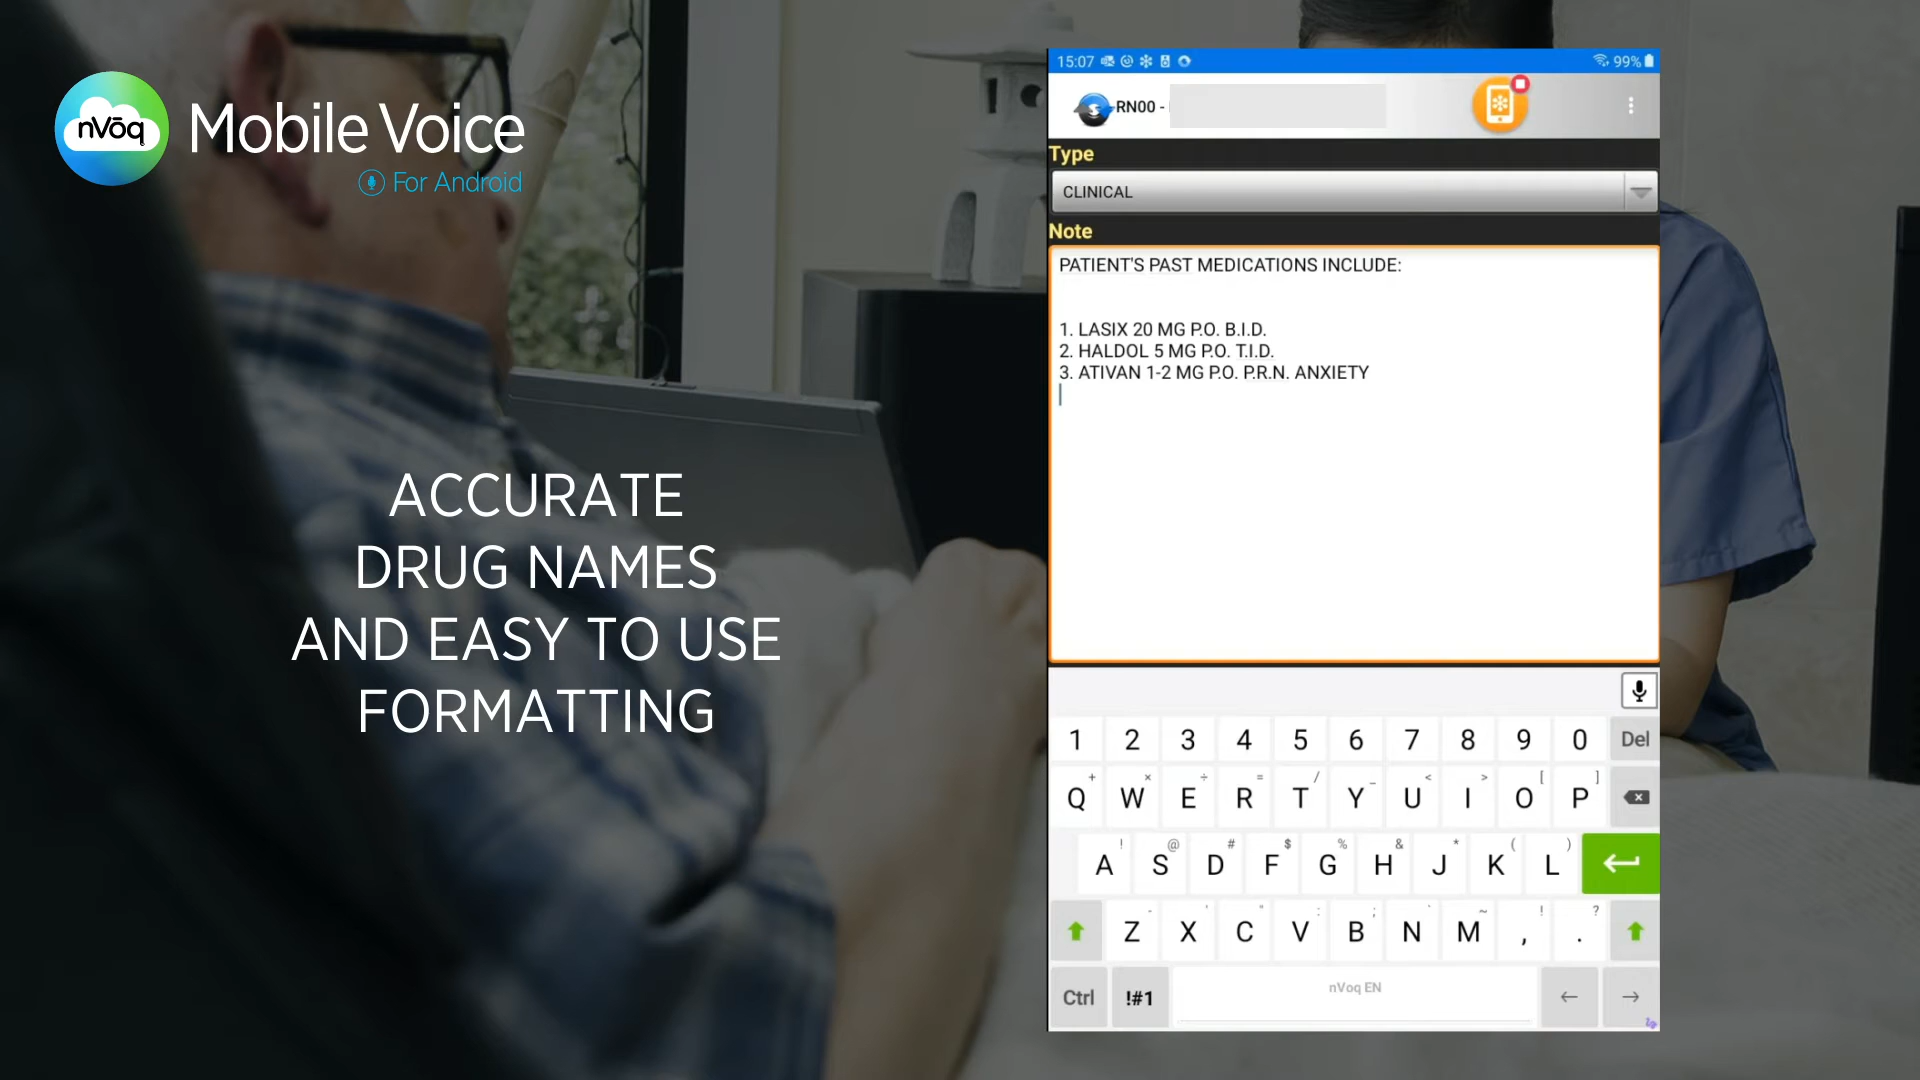 nVōq
Mobile Voice
For Android
ACCURATE
DRUG NAMES
AND EASY TO USE
FORMATTING
15:07
99%
RN00 -
Type
CLINICAL
Note
PATIENT'S PAST MEDICATIONS INCLUDE:
1. LASIX 20 MG P.O. B.I.D.
2. HALDOL 5 MG P.O. T.I.D.
3. ATIVAN 1-2 MG P.O. P.R.N. ANXIETY
1 2 3 4 5 6 7 8 9 0 Del
+ × ÷ = / _ < > [ ]
Q W E R T Y U I O P
! @ # $ % & * ( )
A S D F G H J K L
- ' " : ; ` ~ ! ?
Z X C V B N M , .
Ctrl !#1 nVoq EN ← →